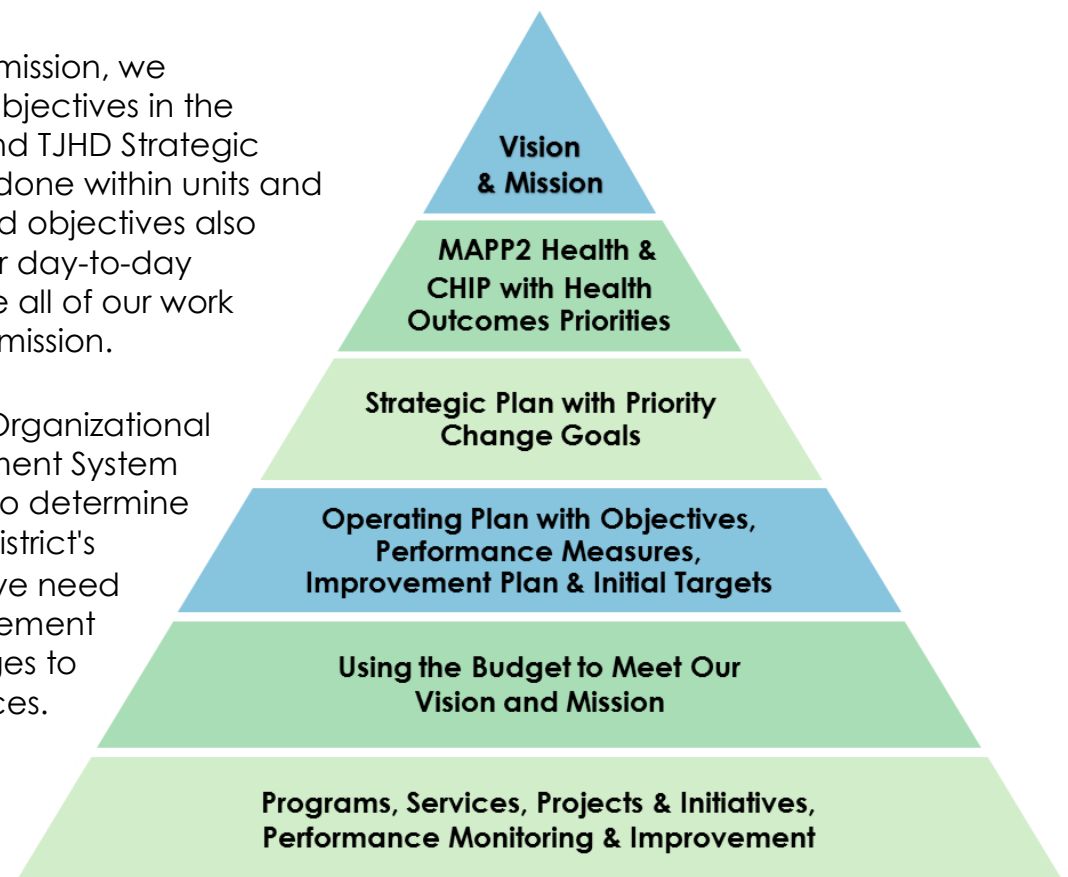 mission, we
bjectives in the
nd TJHD Strategic
done within units and
d objectives also
r day-to-day
e all of our work
mission.
Organizational
ment System
o determine
istrict's
ve need
ement
ges to
ces.
Vision
& Mission
MAPP2 Health &
CHIP with Health
Outcomes Priorities
Strategic Plan with Priority
Change Goals
Operating Plan with Objectives,
Performance Measures,
Improvement Plan & Initial Targets
Using the Budget to Meet Our
Vision and Mission
Programs, Services, Projects & Initiatives,
Performance Monitoring & Improvement